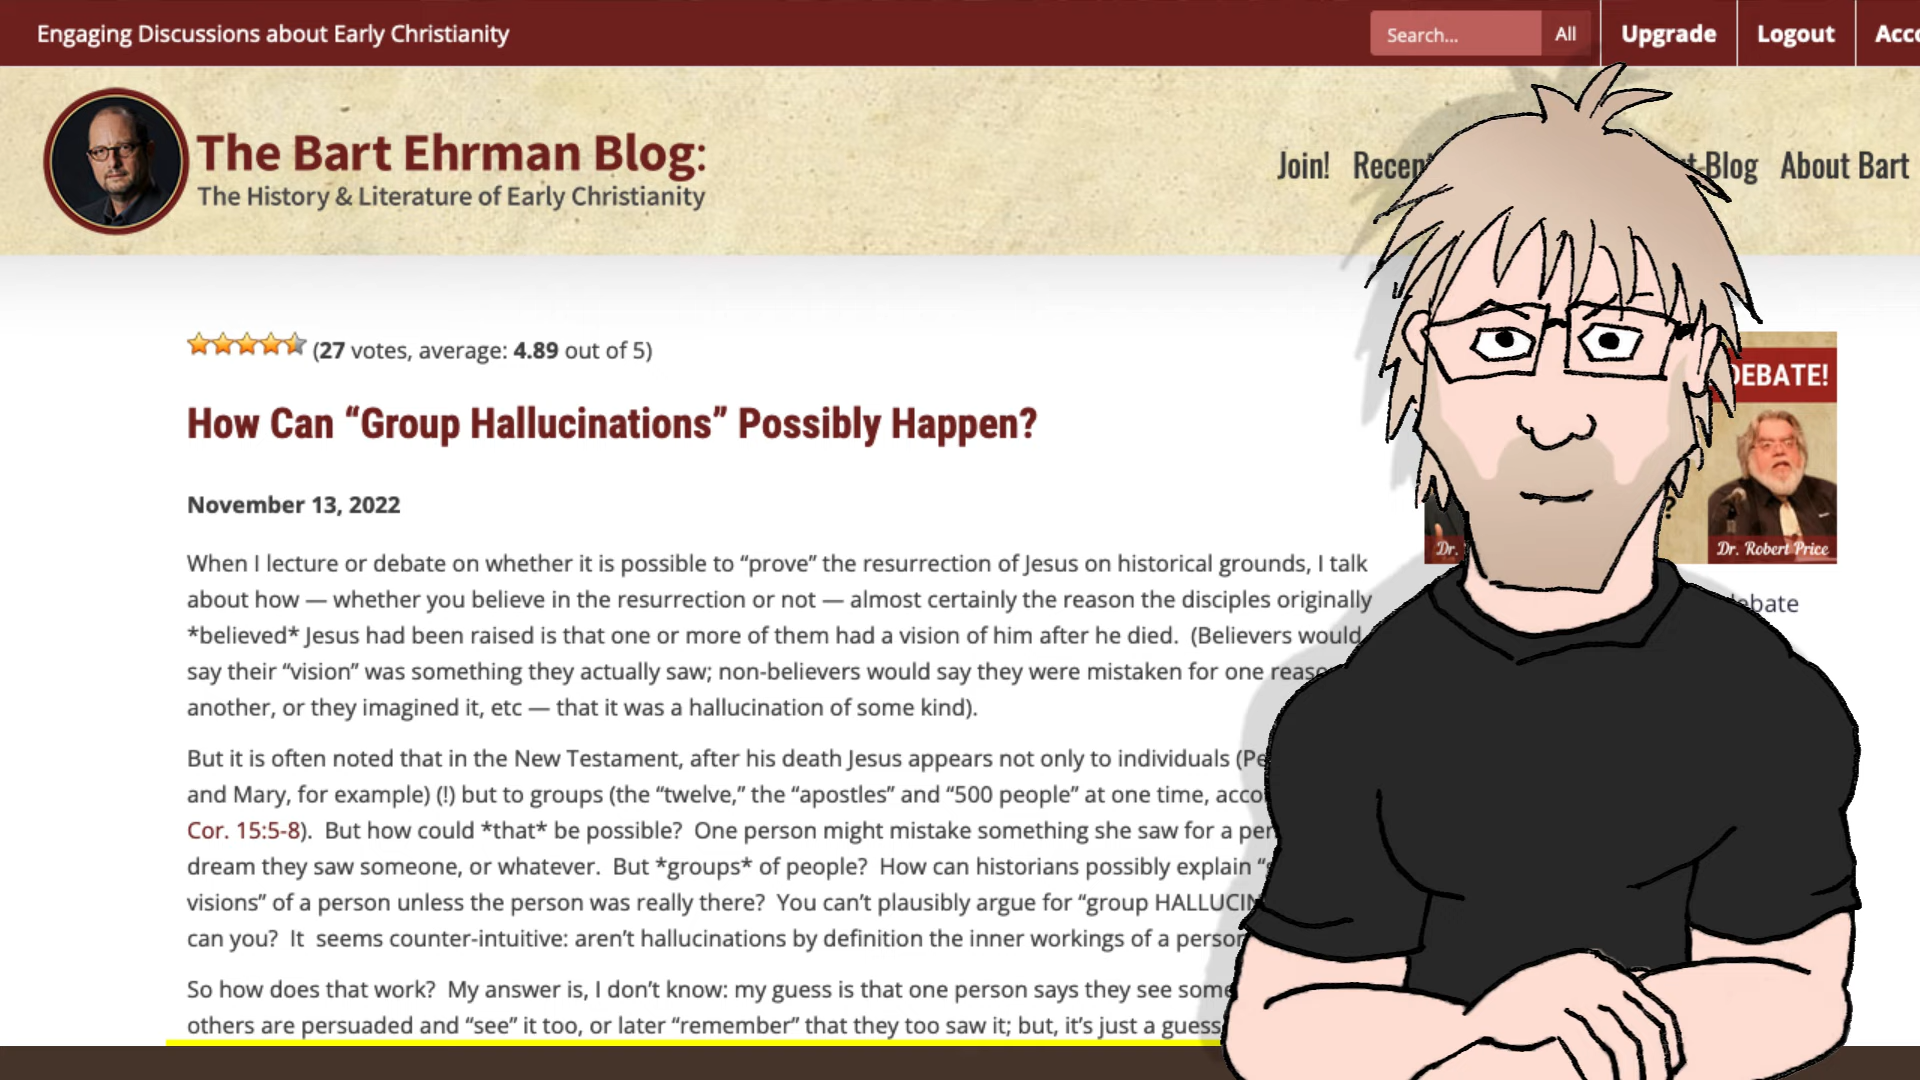 Engaging Discussions about Early Christianity
Search...
All
Upgrade
Logout
The Bart Ehrman Blog:
The History & Literature of Early Christianity
Join!
Blog
About Bart
(27 votes, average: 4.89 out of 5)
How Can “Group Hallucinations” Possibly Happen?
November 13, 2022
When I lecture or debate on whether it is possible to “prove” the resurrection of Jesus on historical grounds, I talk
about how — whether you believe in the resurrection or not — almost certainly the reason the disciples originally
*believed* Jesus had been raised is that one or more of them had a vision of him after he died.  (Believers would
say their “vision” was something they actually saw; non-believers would say they were mistaken for one
another, or they imagined it, etc — that it was a hallucination of some kind).
But it is often noted that in the New Testament, after his death Jesus appears not only to individuals
and Mary, for example) (!) but to groups (the “twelve,” the “apostles” and “500 people” at one time,
Cor. 15:5-8).  But how could *that* be possible?  One person might mistake something she saw for a
dream they saw someone, or whatever.  But *groups* of people?  How can historians possibly explain
visions” of a person unless the person was really there?  You can’t plausibly argue for “group
can you?  It  seems counter-intuitive: aren’t hallucinations by definition the inner workings of a
So how does that work?  My answer is, I don’t know: my guess is that one person says they see
others are persuaded and “see” it too, or later “remember” that they too saw it; but, it’s just a guess
DEBATE!
?
Dr.
Dr. Robert Price
debate